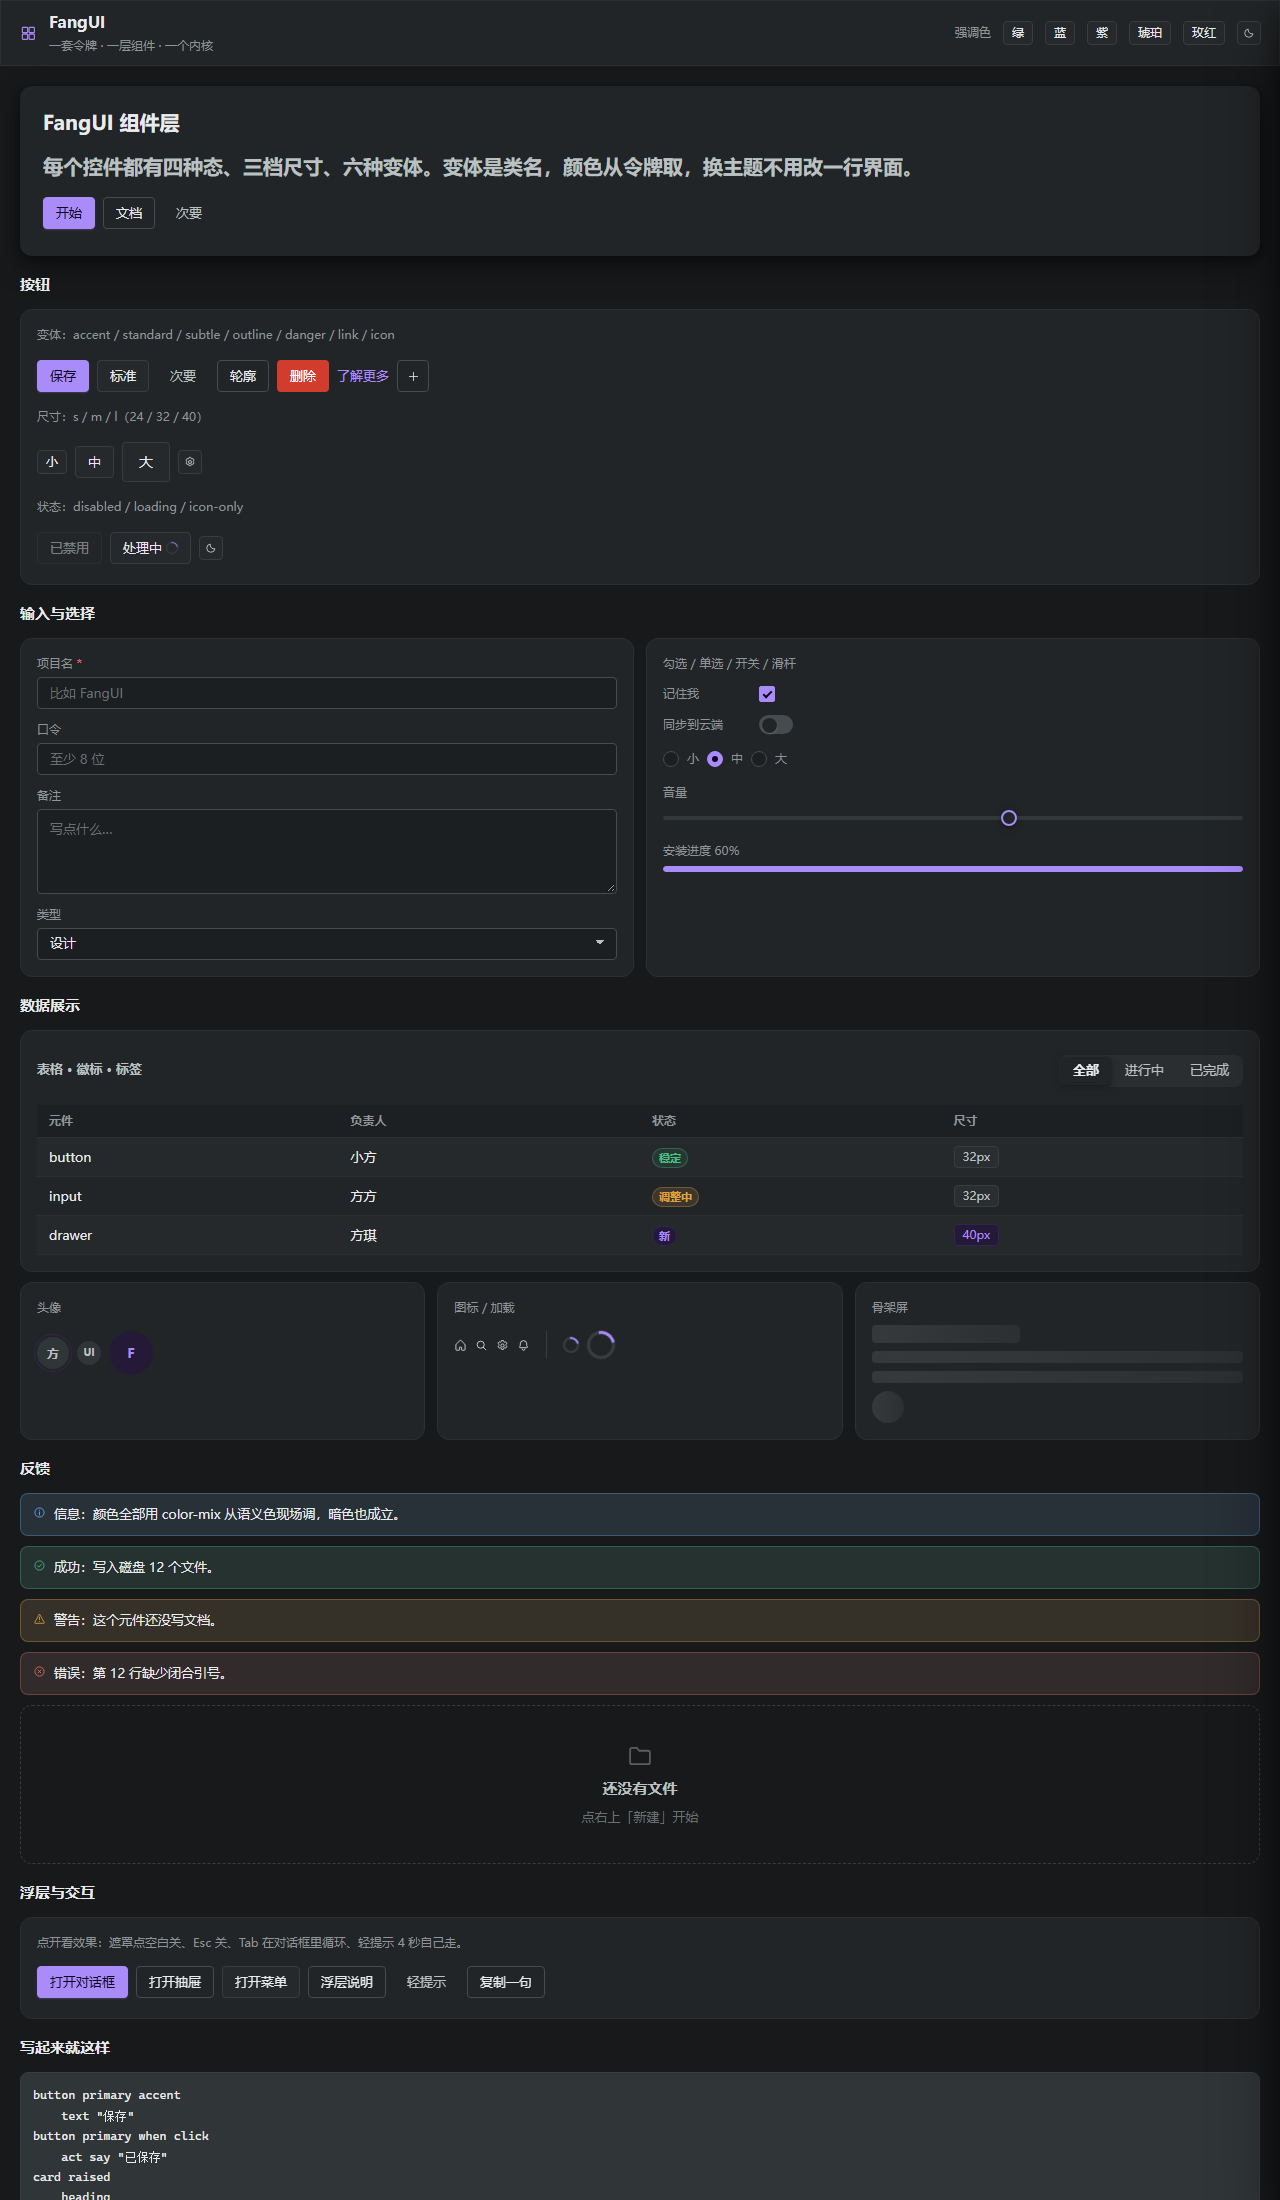 FangUI
一套令牌 · 一层组件 · 一个内核
强调色 绿 蓝 紫 琥珀 玫红
FangUI 组件层
每个控件都有四种态、三档尺寸、六种变体。变体是类名，颜色从令牌取，换主题不用改一行界面。
开始 文档 次要
按钮
变体：accent / standard / subtle / outline / danger / link / icon
保存 标准 次要 轮廓 删除 了解更多 +
尺寸：s / m / l（24 / 32 / 40）
小 中 大
状态：disabled / loading / icon-only
已禁用 处理中
输入与选择
项目名 *
比如 FangUI
口令
至少 8 位
备注
写点什么...
类型
设计
勾选 / 单选 / 开关 / 滑杆
记住我
同步到云端
小 中 大
音量
安装进度 60%
数据展示
表格 • 徽标 • 标签
全部 进行中 已完成
元件 负责人 状态 尺寸
button 小方 稳定 32px
input 方方 调整中 32px
drawer 方琪 新 40px
头像
方 UI F
图标 / 加载
骨架屏
反馈
信息：颜色全部用 color-mix 从语义色现场调，暗色也成立。
成功：写入磁盘 12 个文件。
警告：这个元件还没写文档。
错误：第 12 行缺少闭合引号。
还没有文件
点右上「新建」开始
浮层与交互
点开看效果：遮罩点空白关、Esc 关、Tab 在对话框里循环、轻提示 4 秒自己走。
打开对话框 打开抽屉 打开菜单 浮层说明 轻提示 复制一句
写起来就这样
button primary accent
text "保存"
button primary when click
act say "已保存"
card raised
heading